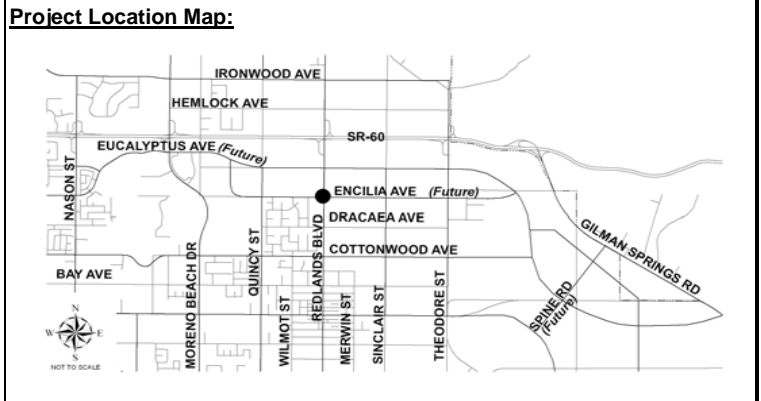 Project Location Map:
IRONWOOD AVE
HEMLOCK AVE
SR-60
EUCALYPTUS AVE (Future)
NASON ST
ENCILIA AVE (Future)
DRACAEA AVE
COTTONWOOD AVE
BAY AVE
MORENO BEACH DR
QUINCY ST
WILMOT ST
REDLANDS BLVD
MERWIN ST
SINCLAIR ST
THEODORE ST
SPINE RD
(Future)
GILMAN SPRINGS RD
N
W
E
S
NOT TO SCALE